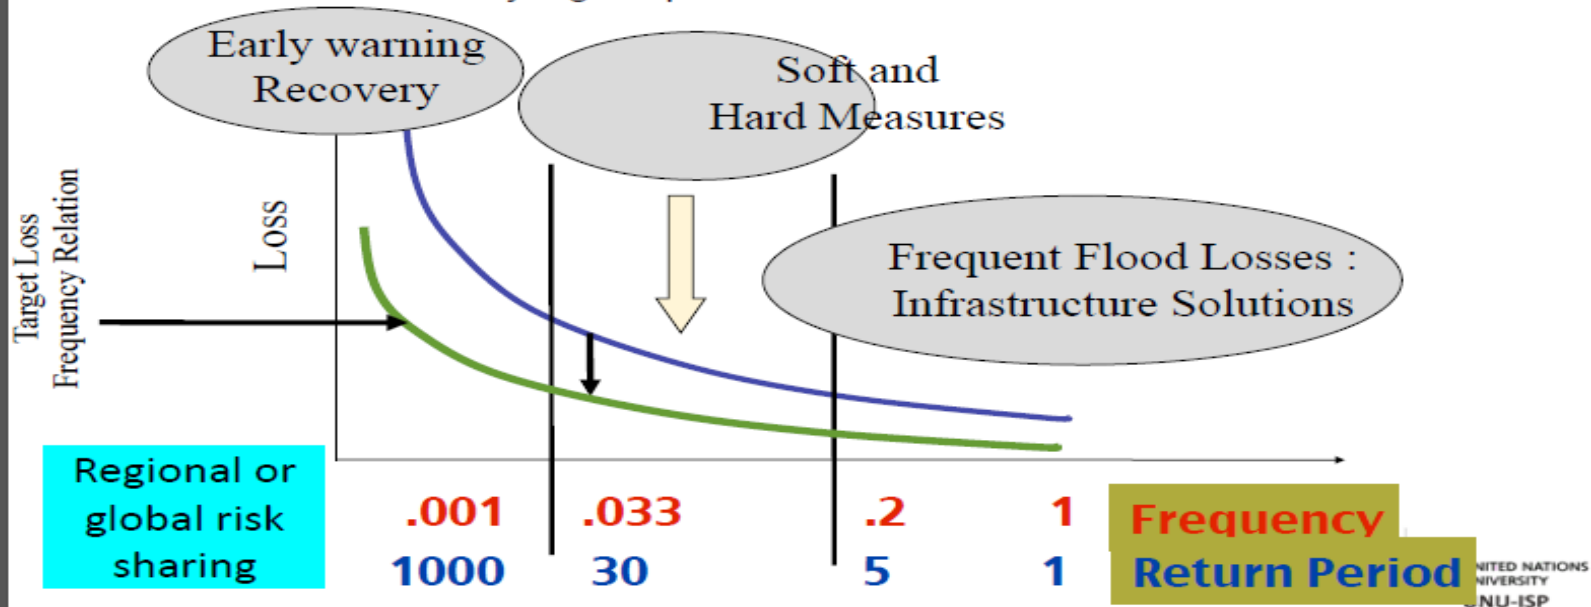 Early warning
Recovery
Soft and
Hard Measures
Target Loss
Frequency Relation
Loss
Frequent Flood Losses :
Infrastructure Solutions
Regional or
global risk
sharing
.001 .033 .2 1 Frequency
1000 30 5 1 Return Period
NITED NATIONS
NIVERSITY
NU-ISP